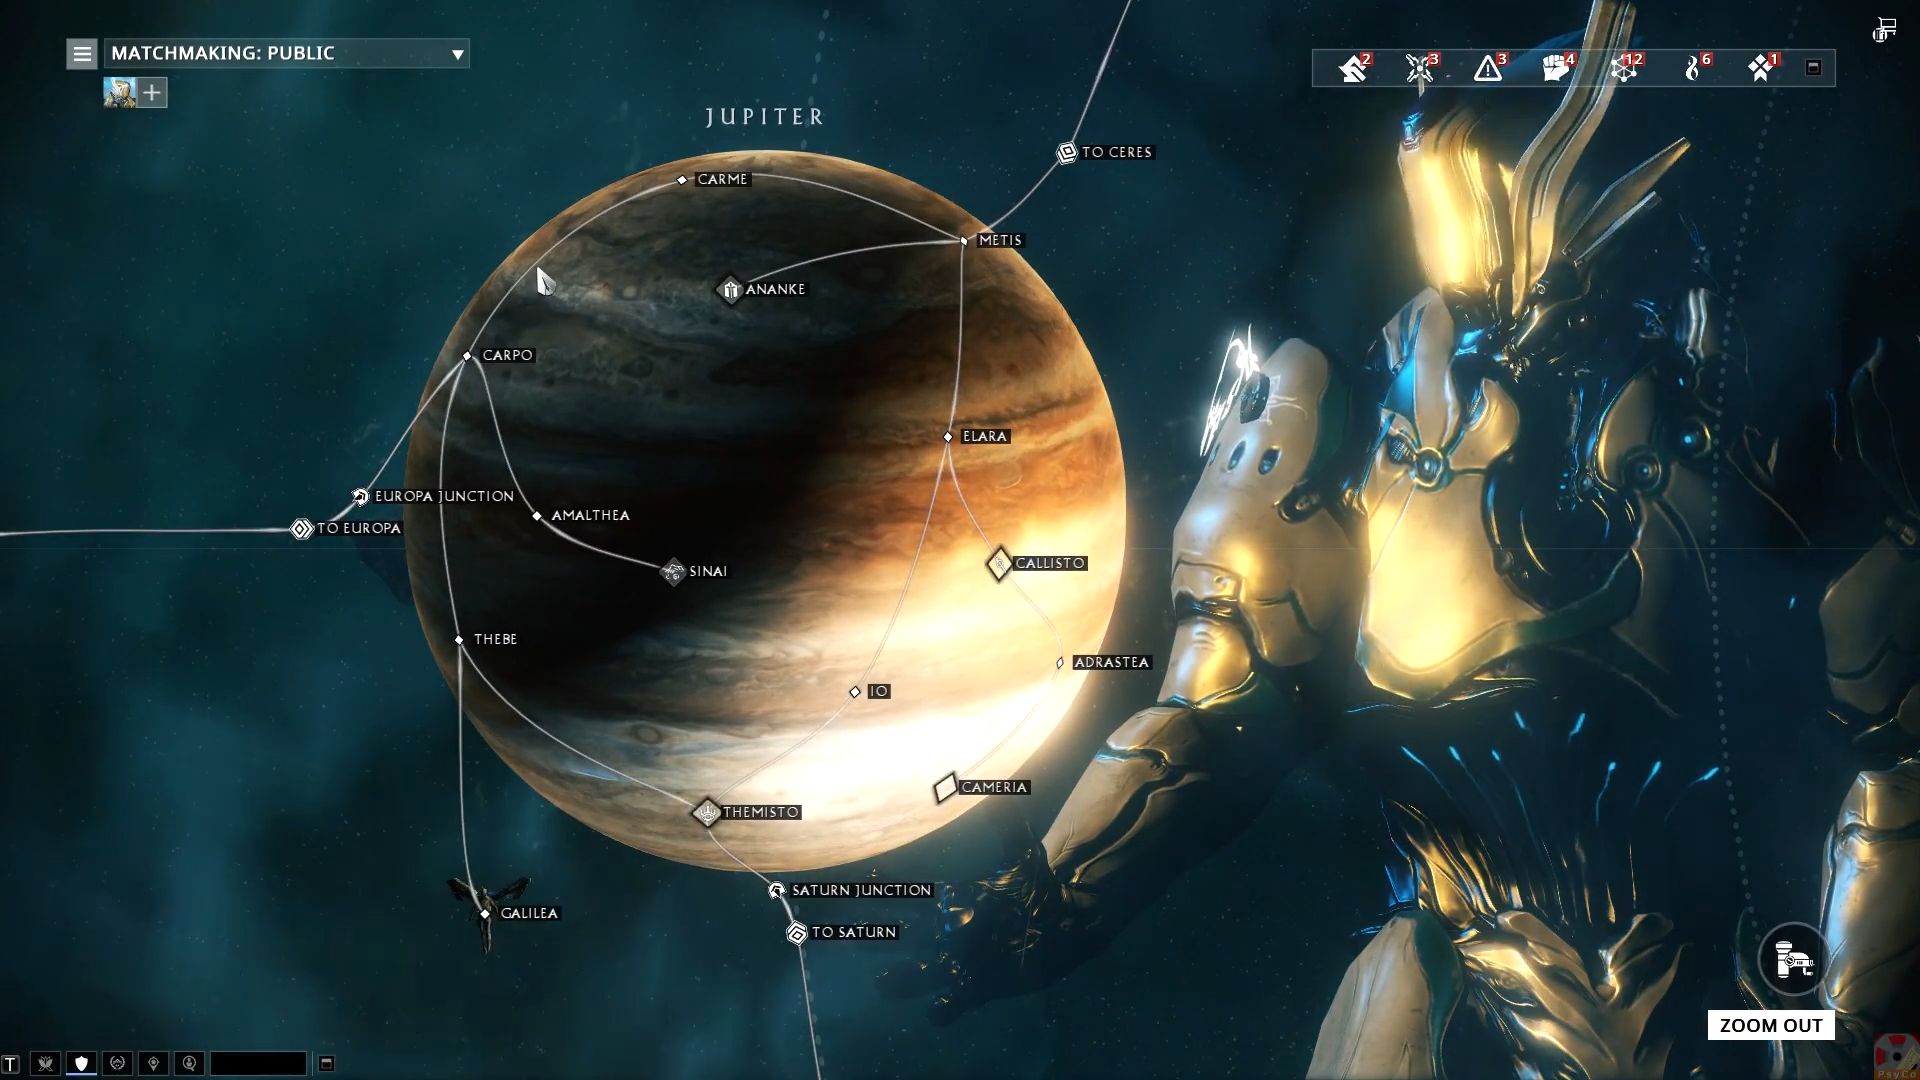 MATCHMAKING: PUBLIC
2
3
3
4
12
6
1
JUPITER
TO CERES
CARME
METIS
ANANKE
CARPO
ELARA
EUROPA JUNCTION
AMALTHEA
TO EUROPA
CALLISTO
SINAI
THEBE
ADRASTEA
IO
CAMERIA
THEMISTO
SATURN JUNCTION
GALILEA
TO SATURN
ZOOM OUT
T
PsyCo